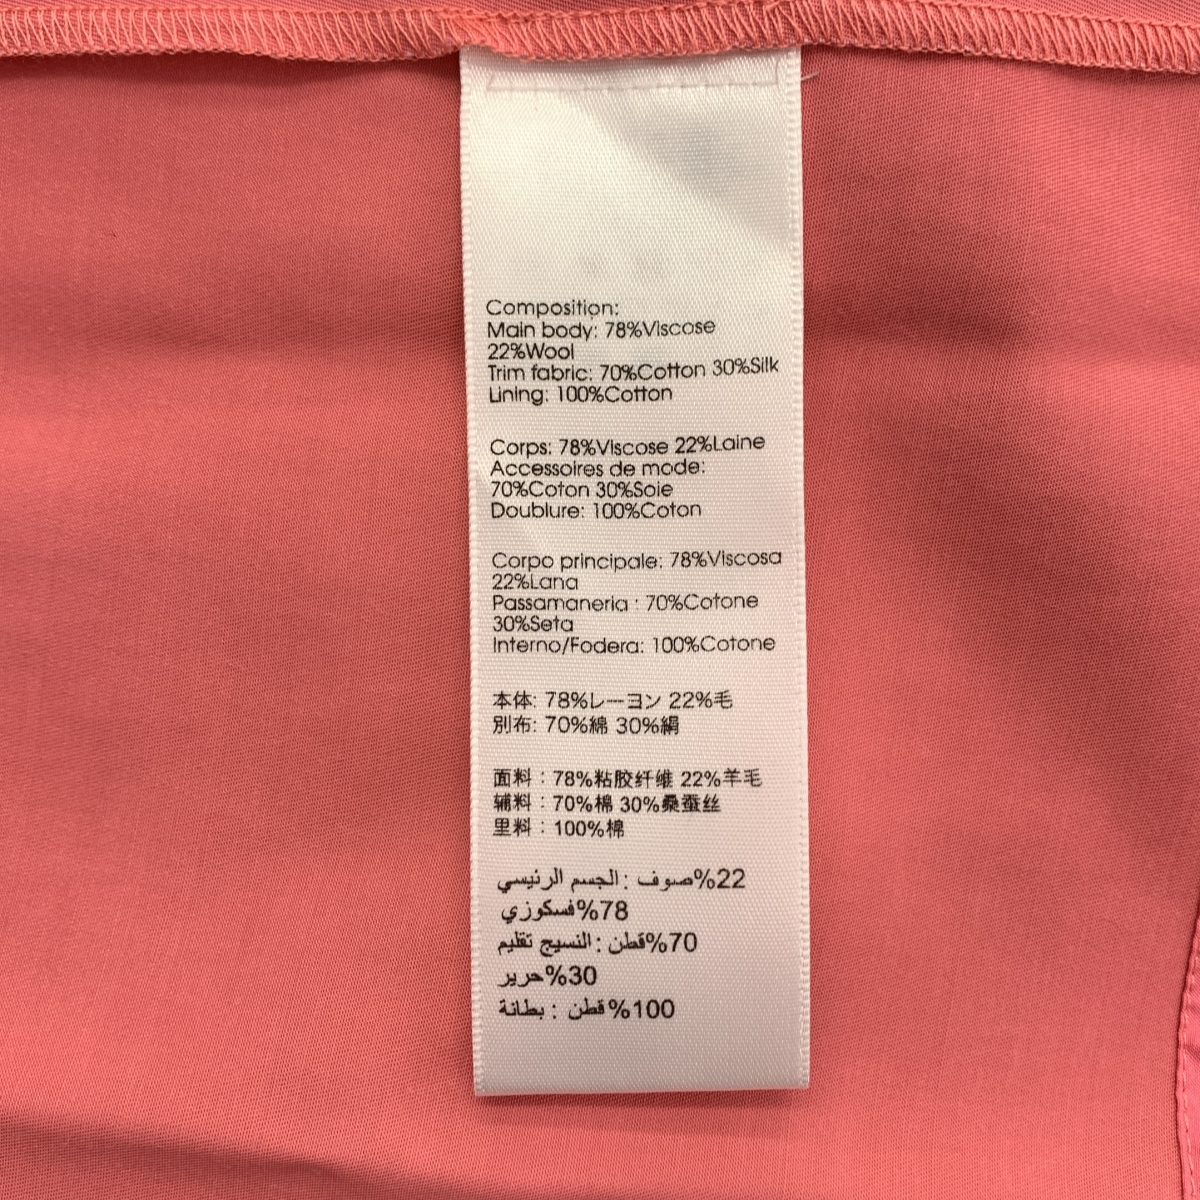 Composition:
Main body: 78%Viscose
22%Wool
Trim fabric: 70%Cotton 30%Silk
Lining: 100%Cotton
Corps: 78%Viscose 22%Laine
Accessoires de mode:
70%Coton 30%Soie
Doublure: 100%Coton
Corpo principale: 78%Viscosa
22%Lana
Passamaneria : 70%Cotone
30%Seta
Interno/Fodera: 100%Cotone
本体: 78%レーヨン 22%毛
別布: 70%綿 30%絹
面料：78%粘胶纤维 22%羊毛
辅料：70%棉 30%桑蚕丝
里料：100%棉
22%صوف : الجسم الرئيسي
78%فسكوزي
70%قطن : النسيج تقليم
30%حرير
100%قطن : بطانة